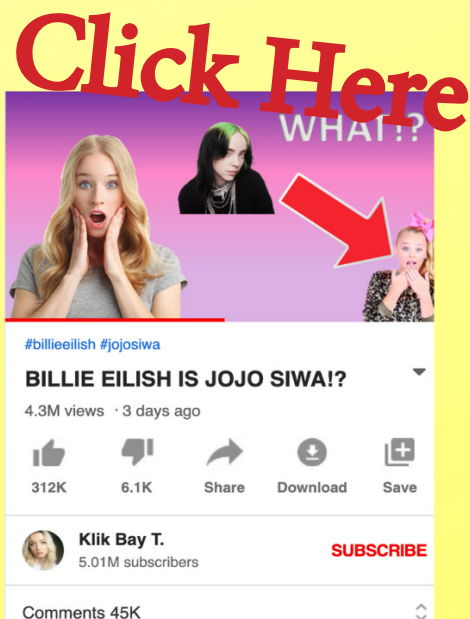 Click Here
WHAT!?
#billieeilish #jojosiwa
BILLIE EILISH IS JOJO SIWA!?
4.3M views · 3 days ago
312K 6.1K Share Download Save
Klik Bay T.
5.01M subscribers
SUBSCRIBE
Comments 45K